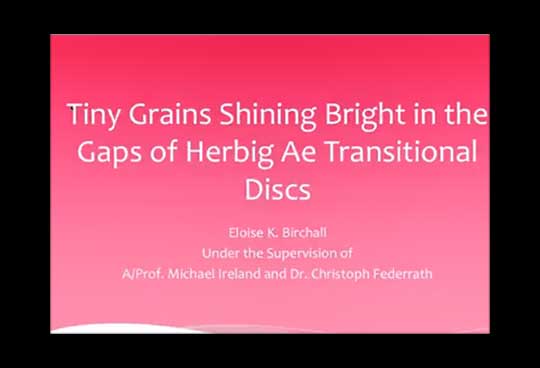 Tiny Grains Shining Bright in the
Gaps of Herbig Ae Transitional
Discs
Eloise K. Birchall
Under the Supervision of
A/Prof. Michael Ireland and Dr. Christoph Federrath